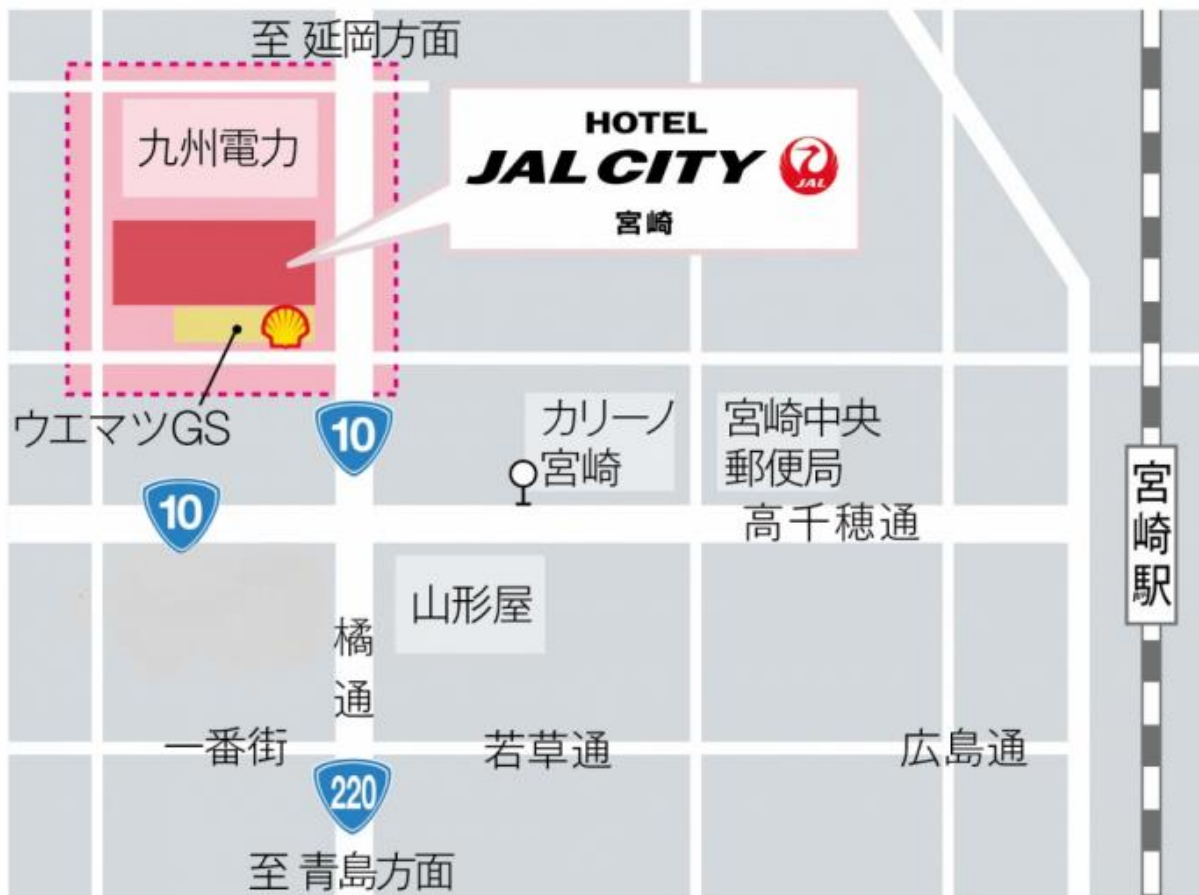 至 延岡方面
九州電力
HOTEL
JAL CITY
JAL
宮崎
ウエマツGS
10
カリーノ
宮崎
宮崎中央
郵便局
10
高千穂通
宮崎駅
山形屋
橘通
一番街
若草通
広島通
220
至 青島方面